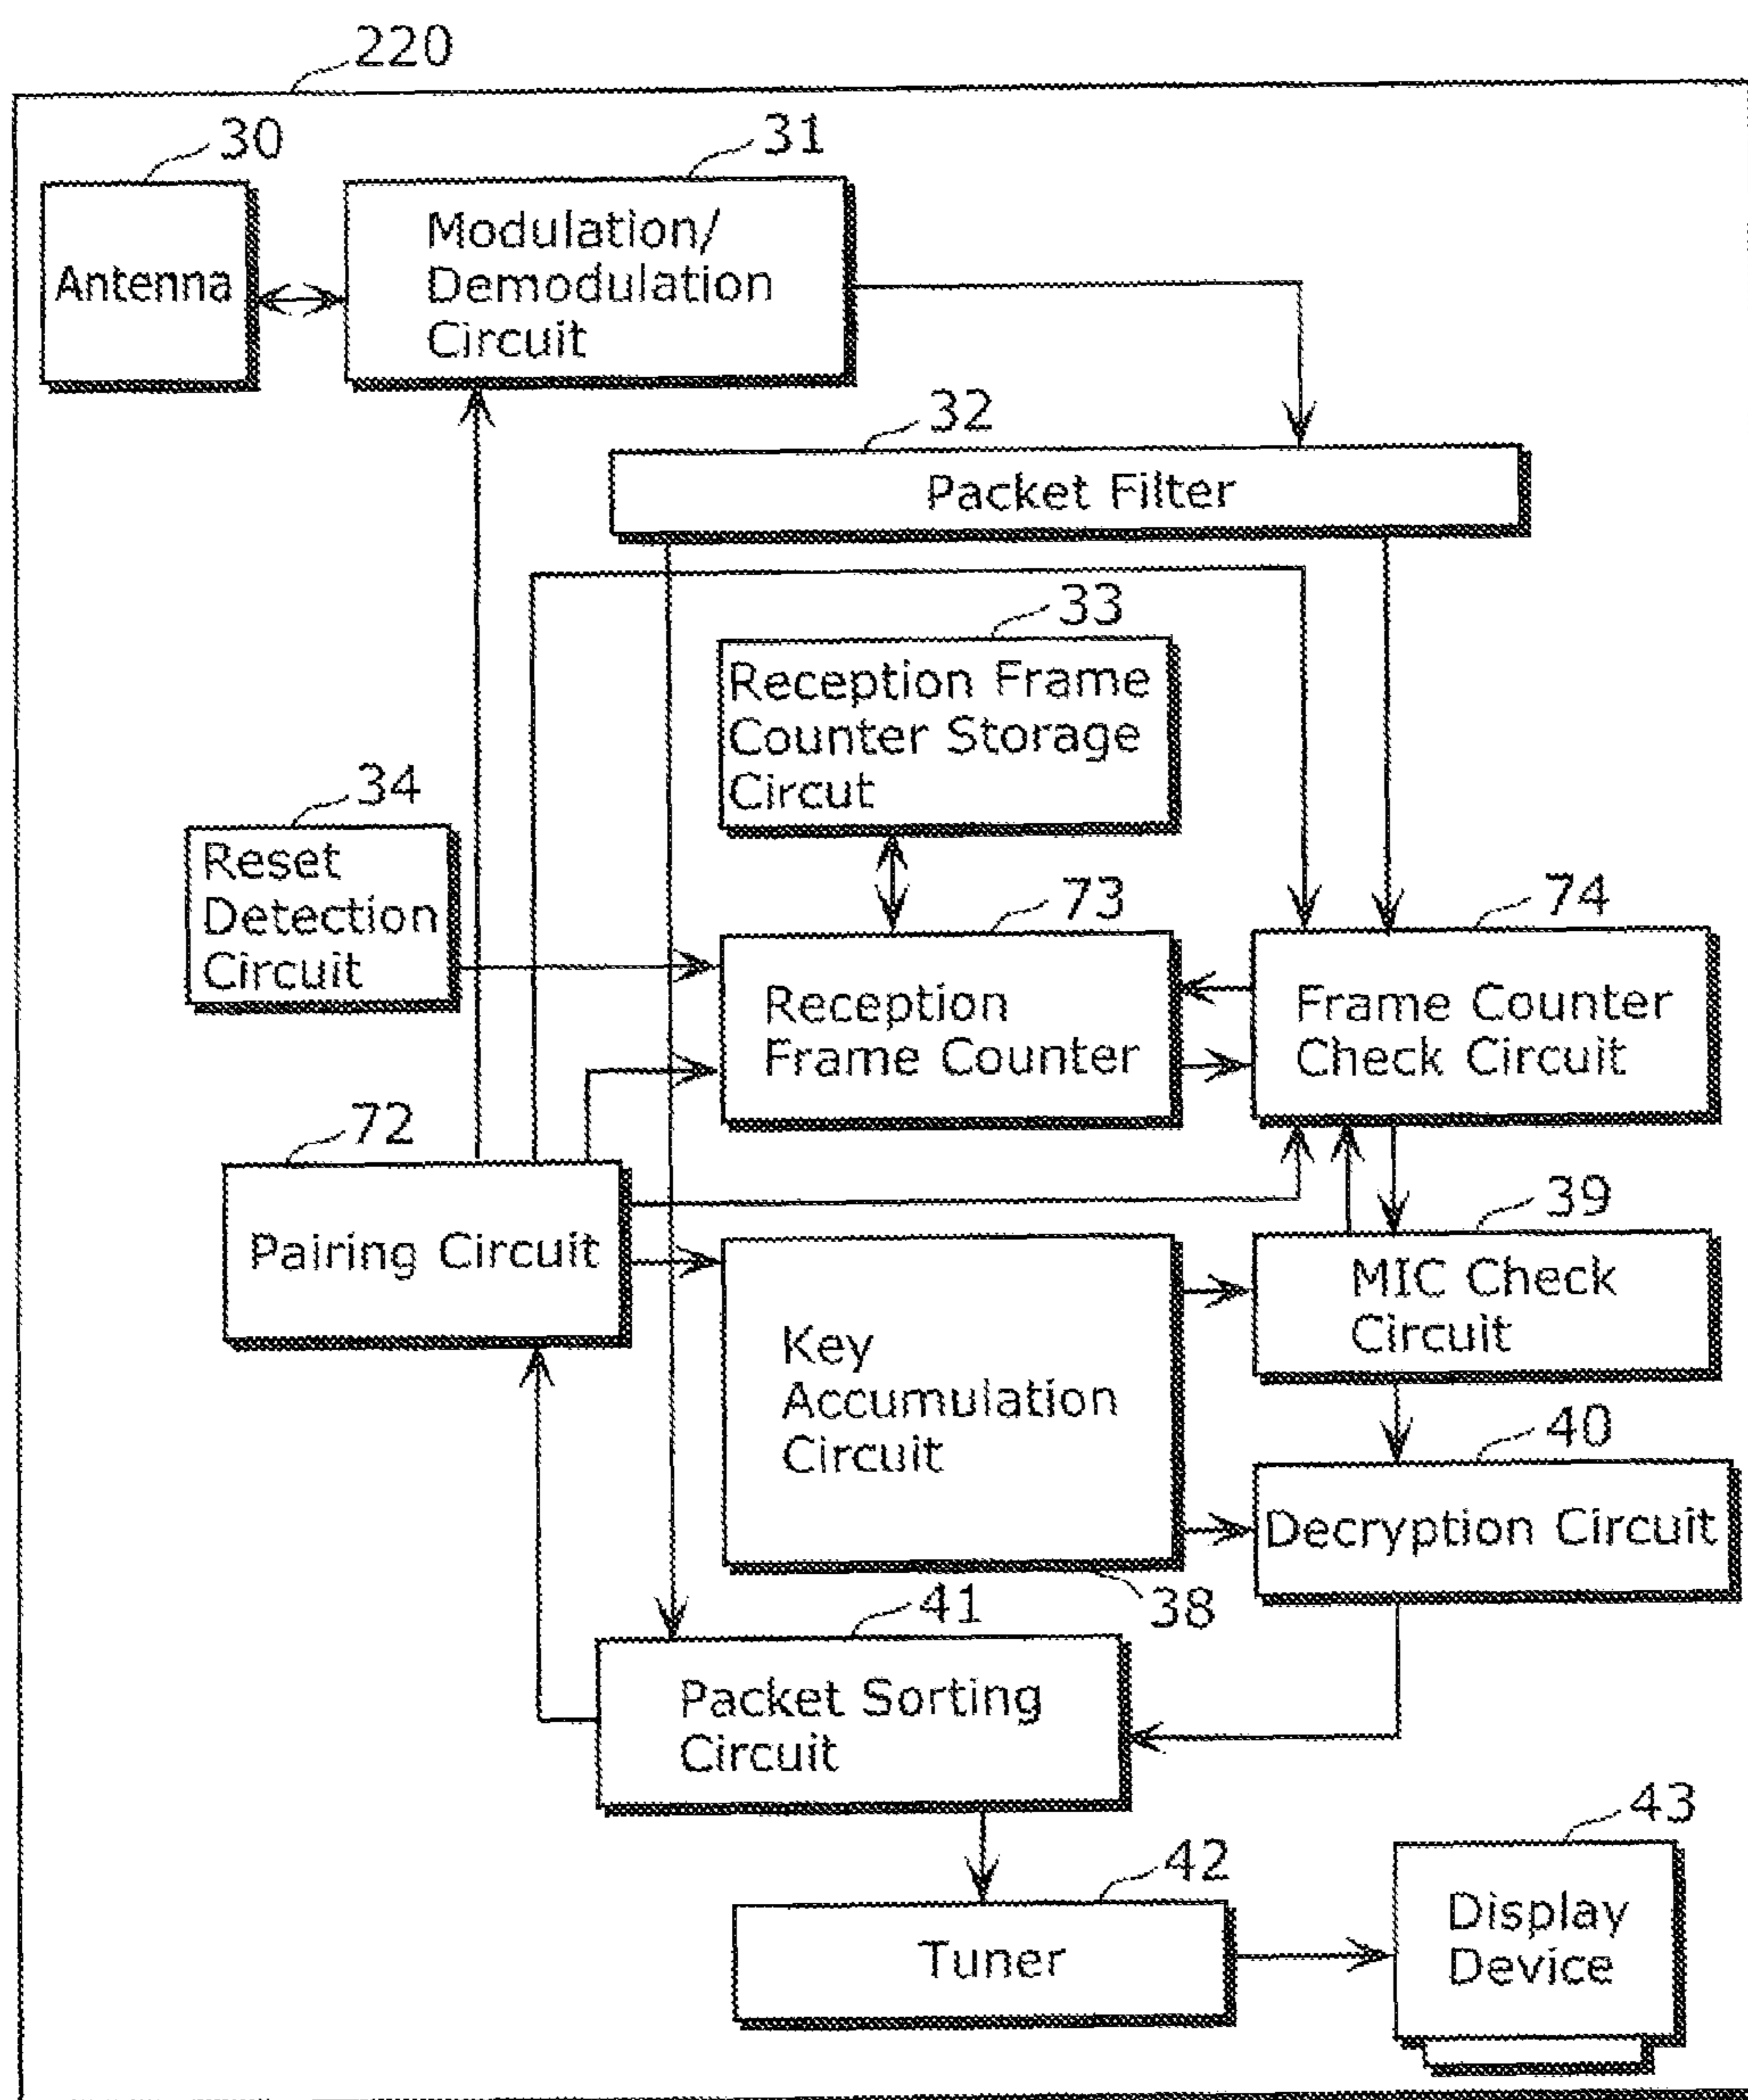 220
30
31
Antenna
Modulation/
Demodulation
Circuit
32
Packet Filter
33
Reception Frame
Counter Storage
Circut
34
Reset
Detection
Circuit
73
Reception
Frame Counter
74
Frame Counter
Check Circuit
72
Pairing Circuit
Key
Accumulation
Circuit
38
39
MIC Check
Circuit
40
Decryption Circuit
41
Packet Sorting
Circuit
42
Tuner
43
Display
Device